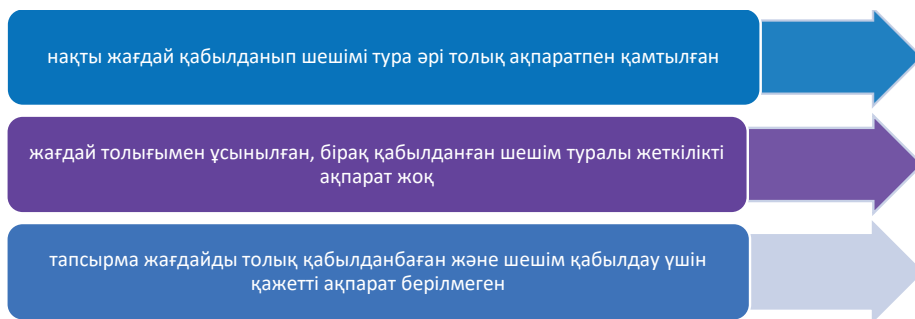 нақты жағдай қабылданып шешімі тура әрі толық ақпаратпен қамтылған
жағдай толығымен ұсынылған, бірақ қабылданған шешім туралы жеткілікті
ақпарат жоқ
тапсырма жағдайды толық қабылданбаған және шешім қабылдау үшін
қажетті ақпарат берілмеген